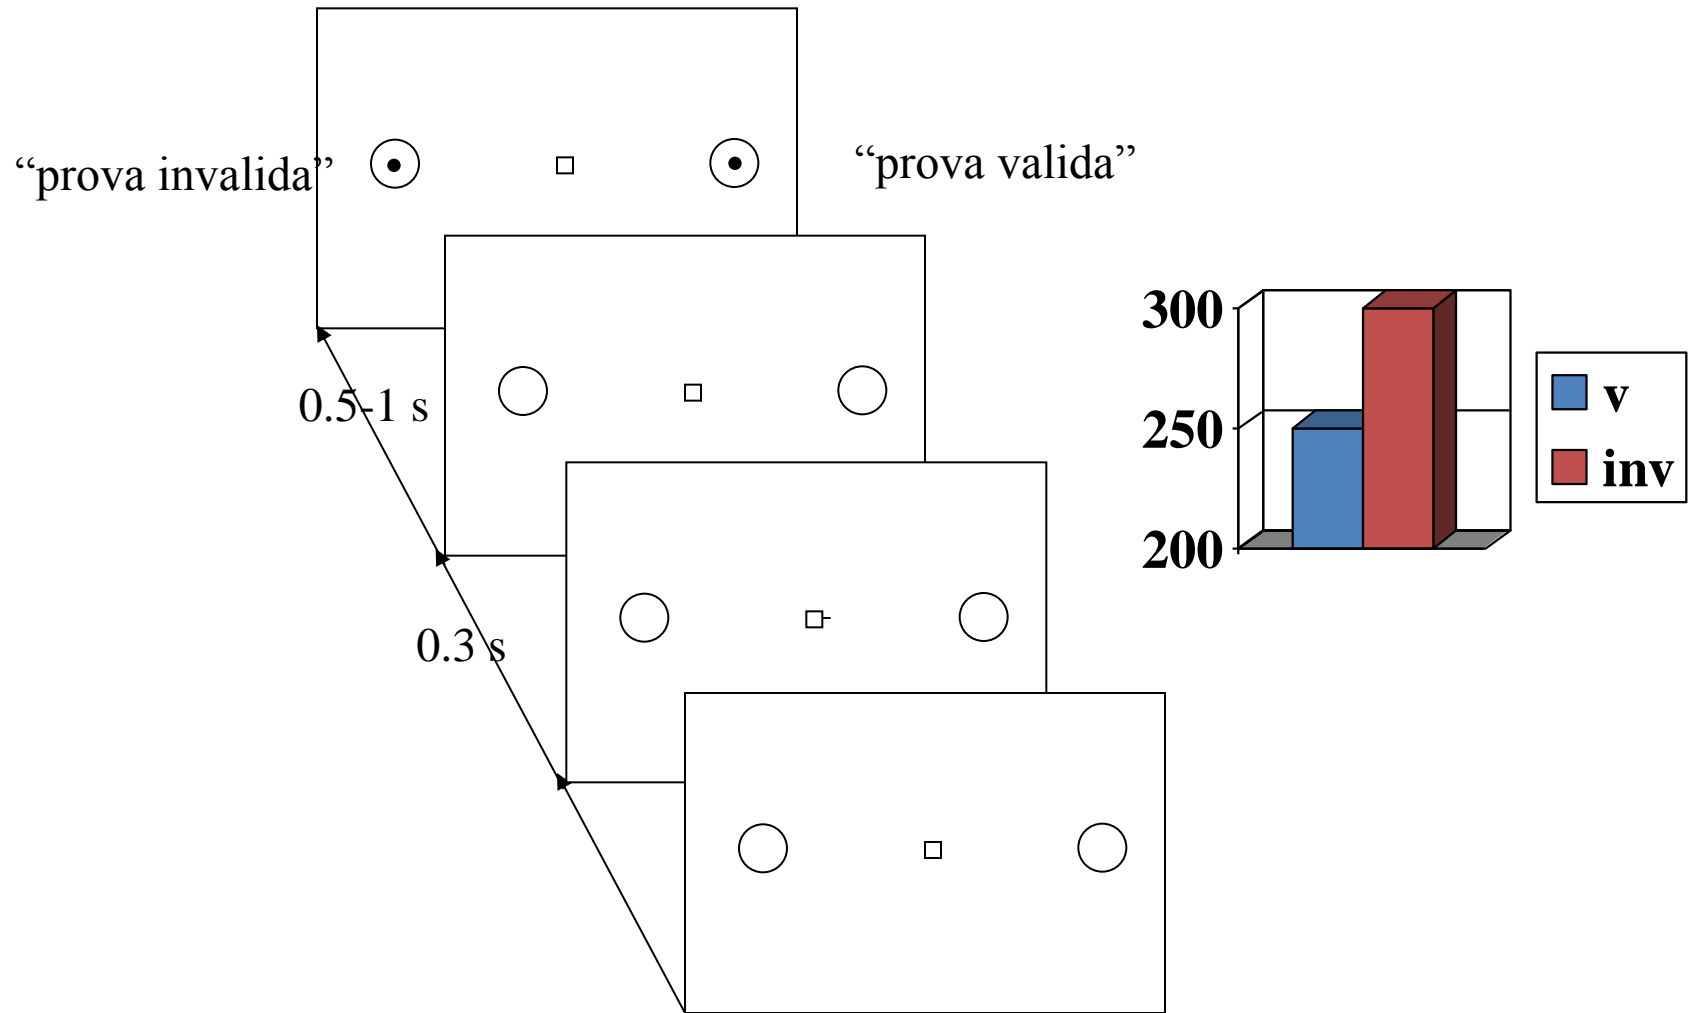 “prova invalida”
“prova valida”
0.5-1 s
0.3 s
300
250
200
v
inv